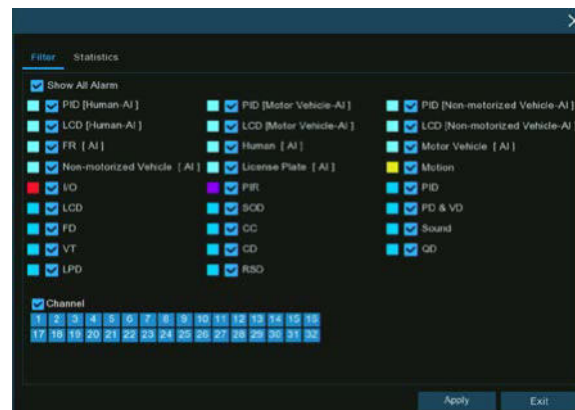 Filter Statistics
Show All Alarm
PID [Human-AI] PID [Motor Vehicle-AI] PID [Non-motorized Vehicle-AI]
LCD [Human-AI] LCD [Motor Vehicle-AI] LCD [Non-motorized Vehicle-AI
FR [ AI ] Human [ AI ] Motor Vehicle [ AI ]
Non-motorized Vehicle [ AI ] License Plate [ AI ] Motion
I/O PIR PID
LCD SOD PD & VD
FD CC Sound
VT CD QD
LPD RSD
Channel
1 2 3 4 5 6 7 8 9 10 11 12 13 14 15 16
17 18 19 20 21 22 23 24 25 26 27 28 29 30 31 32
Apply Exit